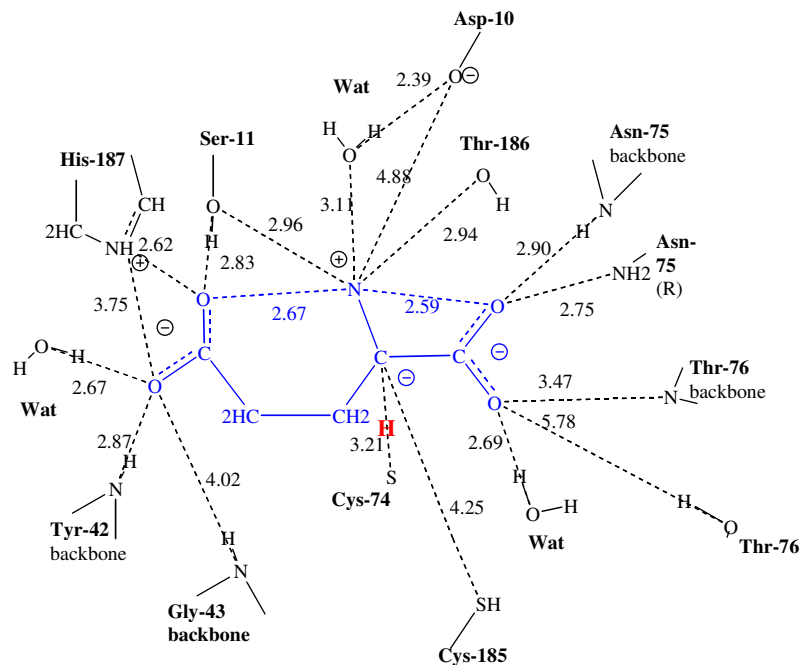 Asp-10
O⊖
2.39
Wat
H H
O
Ser-11
Thr-186
Asn-75
backbone
His-187
4.88
O
H
CH
O
3.11
N
2HC
NH
⊕
2.62
H
2.96
2.94
H
2.90
Asn-
75
(R)
NH2
2.83
⊕
3.75
O
2.67
N
2.59
O
2.75
⊖
O
H
H
C
C
⊖
C
⊖
Thr-76
backbone
2.67
O
3.47
N
Wat
O
5.78
2HC
CH2
H
3.21
2.69
2.87
H
4.02
S
H
N
Cys-74
4.25
O
H
H
O
Tyr-42
backbone
Wat
Thr-76
H
N
Gly-43
backbone
SH
Cys-185